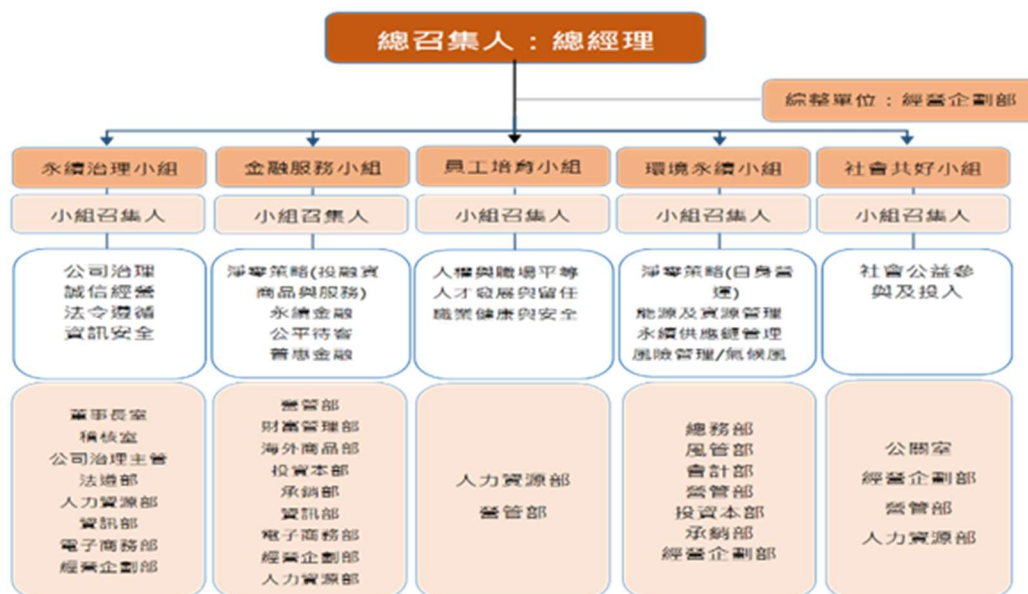 總召集人：總經理
綜整單位：經營企劃部
永續治理小組
小組召集人
公司治理
誠信經營
法令遵循
資訊安全
董事長室
稽核室
公司治理主管
法遵部
人力資源部
資訊部
電子商務部
經營企劃部
金融服務小組
小組召集人
淨零策略(投融資
商品與服務)
永續金融
公平待客
普惠金融
營管部
財富管理部
海外商品部
投資本部
承銷部
資訊部
電子商務部
經營企劃部
人力資源部
員工培育小組
小組召集人
人權與職場平等
人才發展與留任
職業健康與安全
人力資源部
營管部
環境永續小組
小組召集人
淨零策略(自身營
運)
能源及資源管理
永續供應鏈管理
風險管理/氣候風
總務部
風管部
會計部
營管部
投資本部
承銷部
經營企劃部
社會共好小組
小組召集人
社會公益參
與及投入
公關室
經營企劃部
營管部
人力資源部